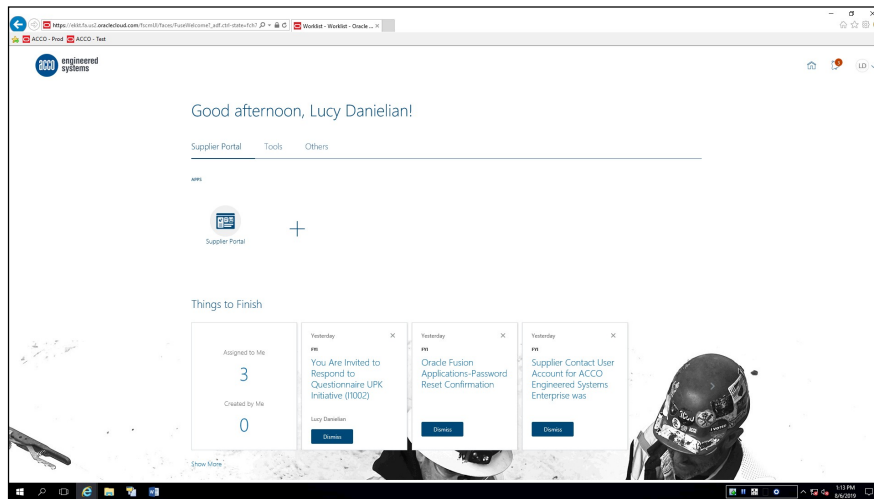 https://ekkt.fa.us2.oraclecloud.com/fscmUI/faces/FuseWelcome?_adf.ctrl-state=fch7
Worklist - Worklist - Oracle ...
ACCO - Prod
ACCO - Test
acco engineered
systems
LD
Good afternoon, Lucy Danielian!
Supplier Portal
Tools
Others
APPS
Supplier Portal
Things to Finish
Assigned to Me
3
Created by Me
0
Yesterday
FYI
You Are Invited to
Respond to
Questionnaire UPK
Initiative (I1002)
Lucy Danielian
Dismiss
Yesterday
FYI
Oracle Fusion
Applications-Password
Reset Confirmation
Dismiss
Yesterday
FYI
Supplier Contact User
Account for ACCO
Engineered Systems
Enterprise was
Dismiss
Show More
1:13 PM
8/6/2019